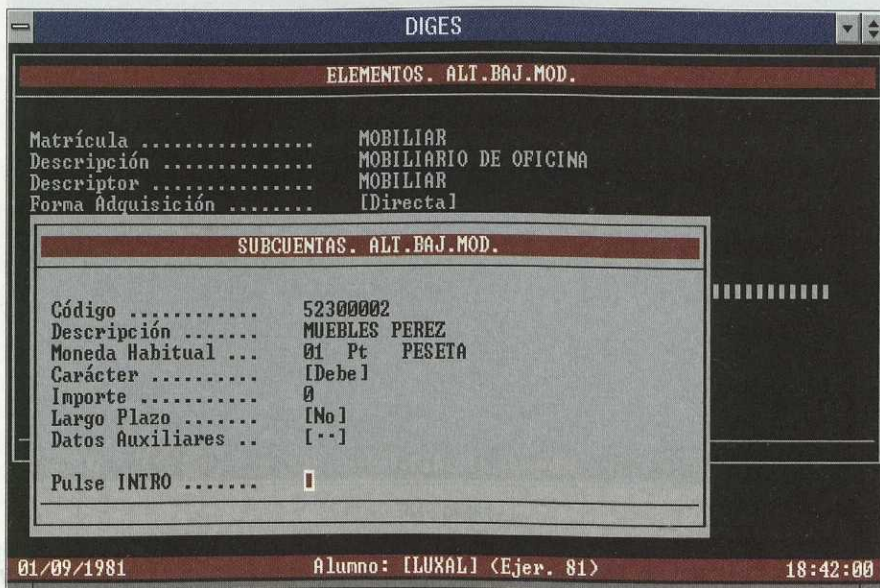 DIGES
ELEMENTOS. ALT.BAJ.MOD.
Matrícula ................ MOBILIAR
Descripción .............. MOBILIARIO DE OFICINA
Descriptor ............... MOBILIAR
Forma Adquisición ........ [Directa]
SUBCUENTAS. ALT.BAJ.MOD.
Código ............ 52300002
Descripción ....... MUEBLES PEREZ
Moneda Habitual ... 01 Pt PESETA
Carácter .......... [Debe]
Importe ........... 0
Largo Plazo ....... [No]
Datos Auxiliares .. [··]
Pulse INTRO .......
01/09/1981 Alumno: [LUXAL] (Ejer. 81) 18:42:00